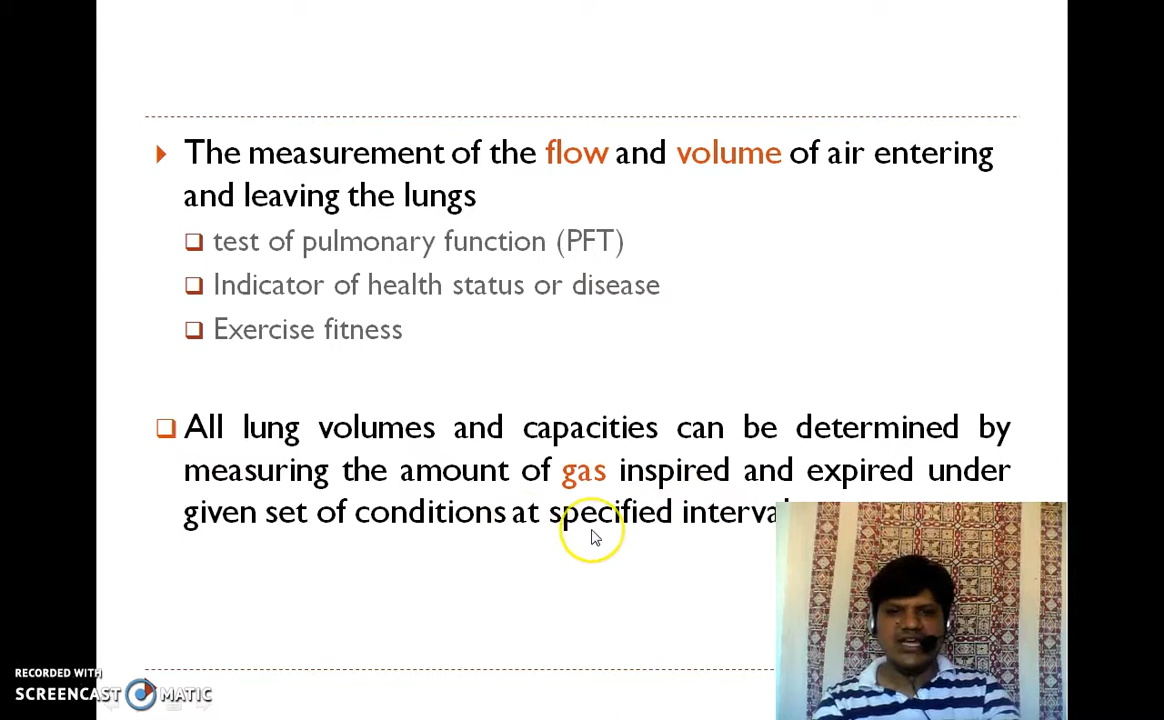 The measurement of the flow and volume of air entering
and leaving the lungs
test of pulmonary function (PFT)
Indicator of health status or disease
Exercise fitness
All lung volumes and capacities can be determined by
measuring the amount of gas inspired and expired under
given set of conditions at specified
RECORDED WITH
SCREENCAST MATIC